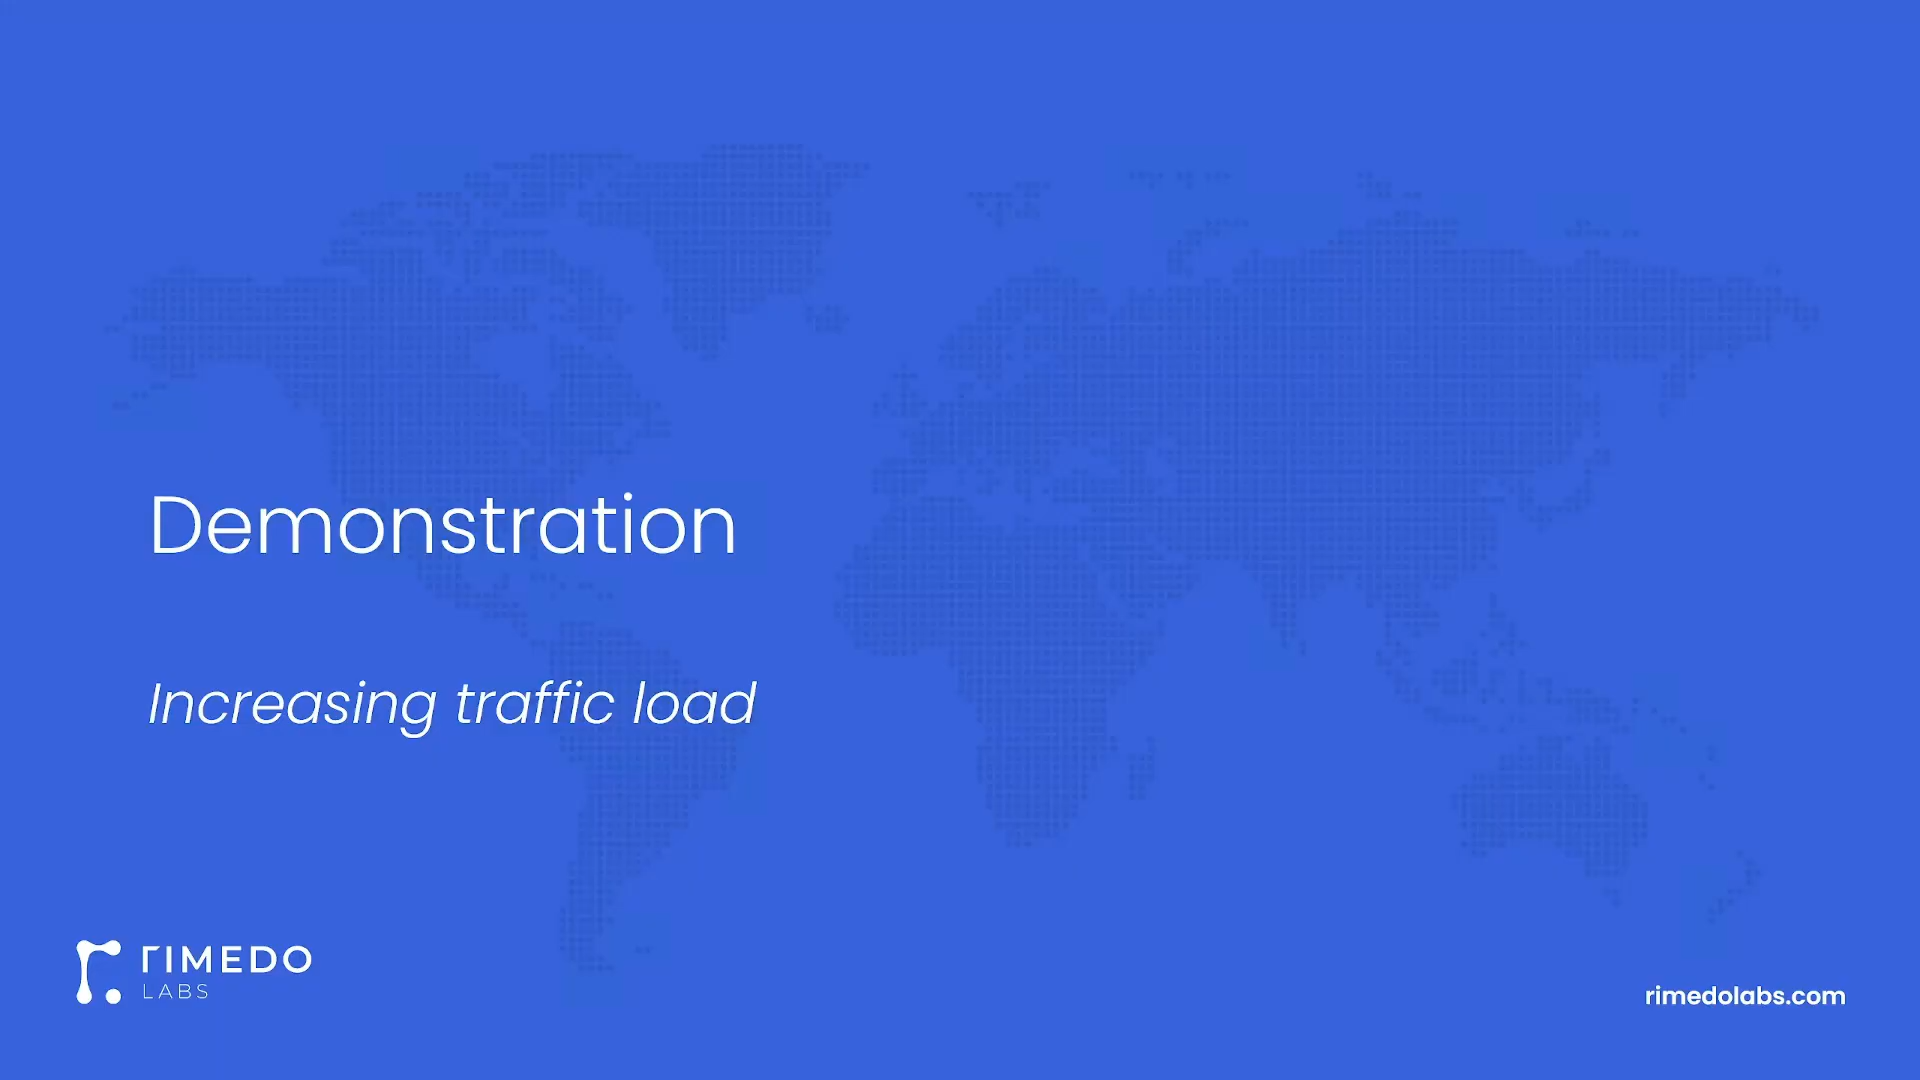 Demonstration
Increasing traffic load
rIMEDO
LABS
rimedolabs.com